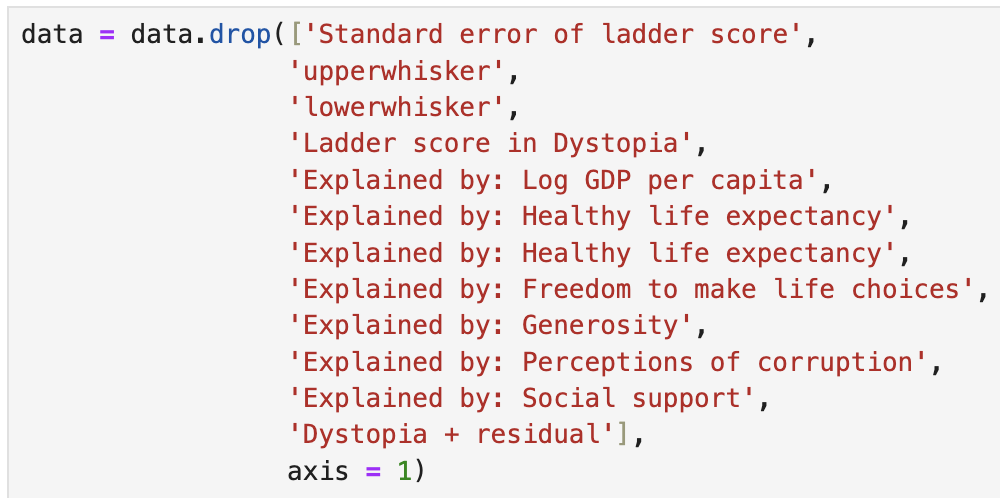 data = data.drop(['Standard error of ladder score',
'upperwhisker',
'lowerwhisker',
'Ladder score in Dystopia',
'Explained by: Log GDP per capita',
'Explained by: Healthy life expectancy',
'Explained by: Healthy life expectancy',
'Explained by: Freedom to make life choices',
'Explained by: Generosity',
'Explained by: Perceptions of corruption',
'Explained by: Social support',
'Dystopia + residual'],
axis = 1)